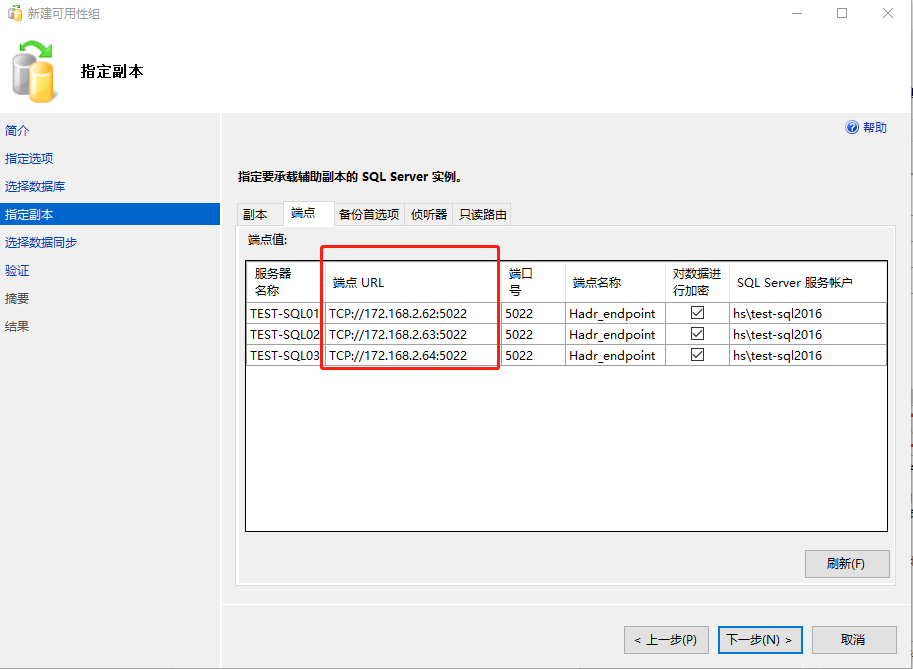 新建可用性组
指定副本
简介
指定选项
选择数据库
指定副本
选择数据同步
验证
摘要
结果
帮助
指定要承载辅助副本的 SQL Server 实例。
副本 端点 备份首选项 侦听器 只读路由
端点值:
服务器名称 端点 URL 端口号 端点名称 对数据进行加密 SQL Server 服务帐户
TEST-SQL01 TCP://172.168.2.62:5022 5022 Hadr_endpoint hs\test-sql2016
TEST-SQL02 TCP://172.168.2.63:5022 5022 Hadr_endpoint hs\test-sql2016
TEST-SQL03 TCP://172.168.2.64:5022 5022 Hadr_endpoint hs\test-sql2016
刷新(F)
< 上一步(P) 下一步(N) > 取消